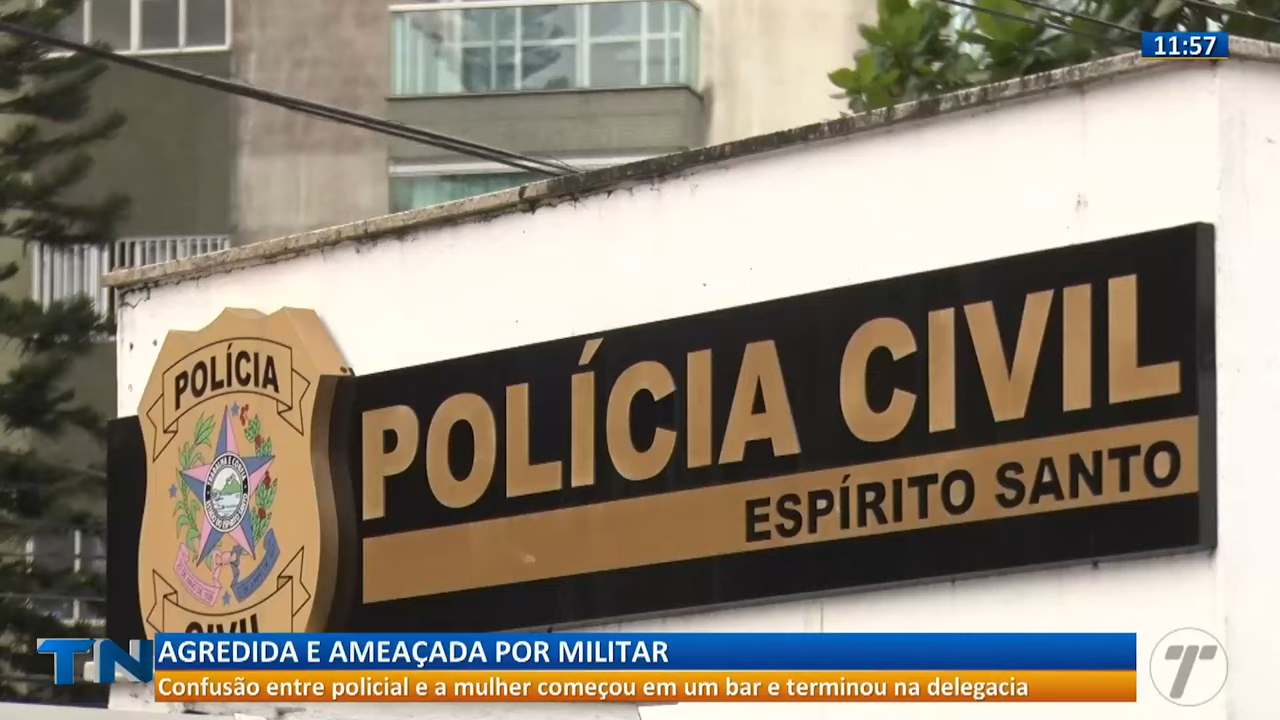 11:57
POLÍCIA
POLÍCIA CIVIL
ESPÍRITO SANTO
CIVIL
TN
AGREDIDA E AMEAÇADA POR MILITAR
Confusão entre policial e a mulher começou em um bar e terminou na delegacia
T